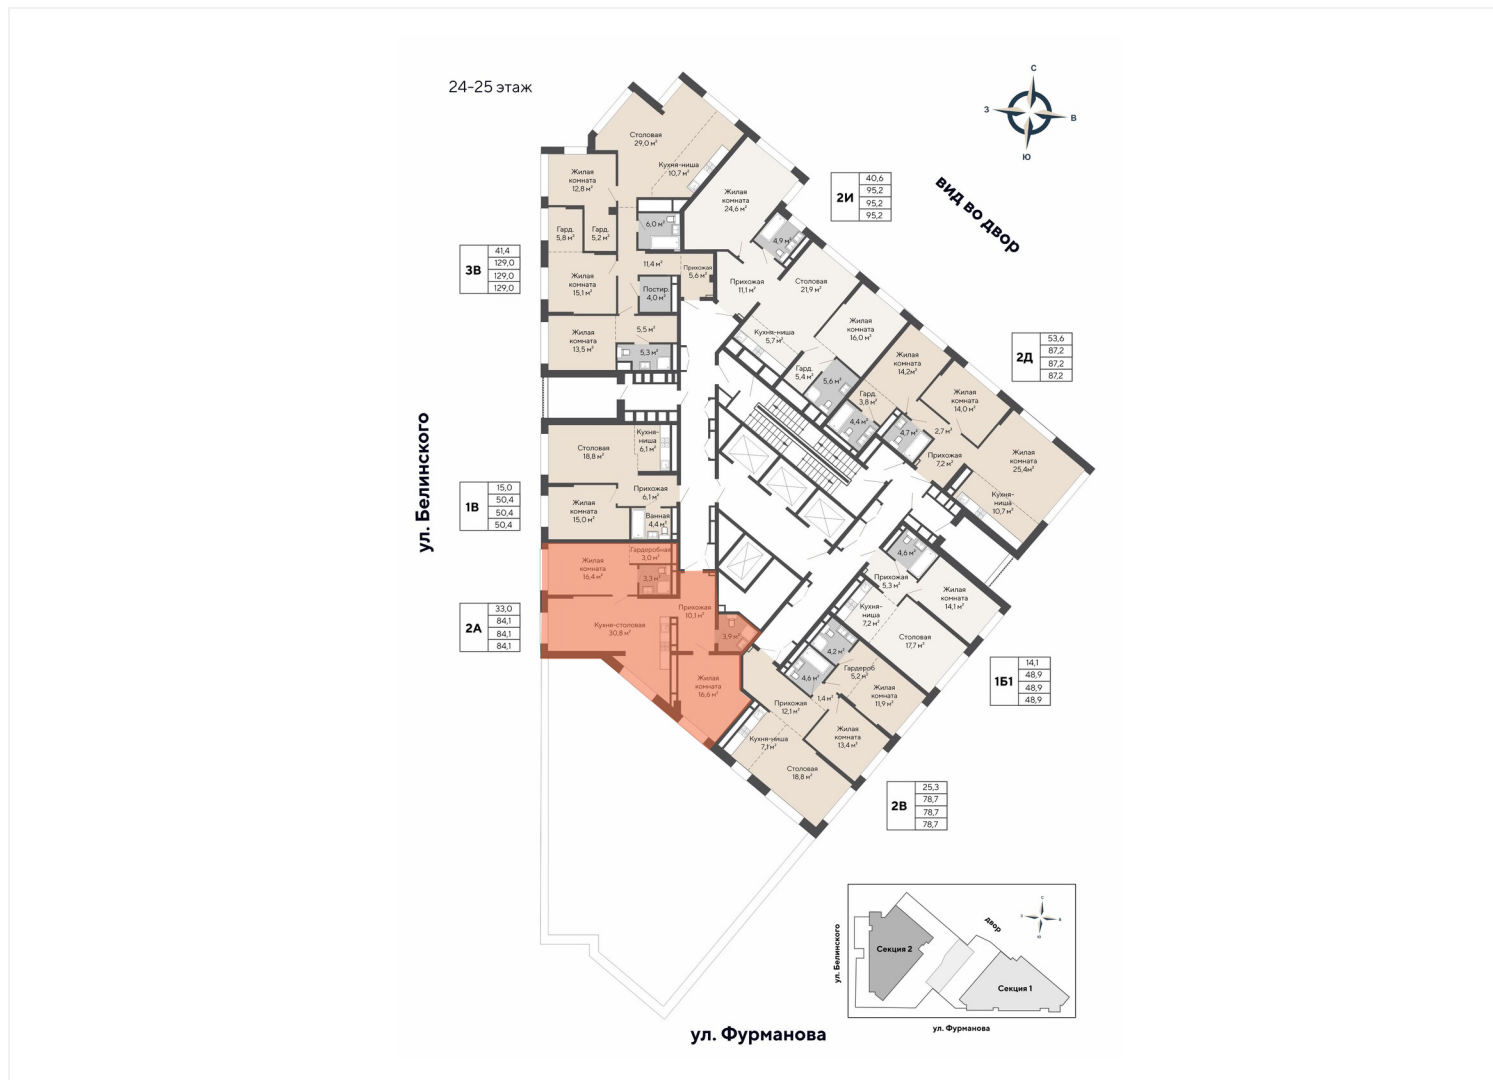 24-25 этаж
С
З
В
Ю
вид во двор
Столовая
29,0 м²
Кухня-ниша
10,7 м²
Жилая
комната
12,8 м²
Гард.
5,8 м²
Гард.
5,2 м²
6,0 м²
11,4 м²
Прихожая
5,6 м²
Жилая
комната
15,1 м²
Постир.
4,0 м²
5,5 м²
Жилая
комната
13,5 м²
5,3 м²
3В
41,4
129,0
129,0
129,0
Жилая
комната
24,6 м²
4,9 м²
Прихожая
11,1 м²
Столовая
21,9 м²
Кухня-ниша
5,7 м²
Жилая
комната
16,0 м²
Гард.
5,4 м²
5,6 м²
2И
40,6
95,2
95,2
95,2
Жилая
комната
14,2м²
Гард.
3,8 м²
4,4 м²
Жилая
комната
14,0 м²
4,7 м²
2,7 м²
Прихожая
7,2 м²
Жилая
комната
25,4м²
Кухня-
ниша
10,7 м²
2Д
53,6
87,2
87,2
87,2
ул. Белинского
Столовая
18,8 м²
Кухня-
ниша
6,1 м²
Прихожая
6,1 м²
Жилая
комната
15,0 м²
Ванная
4,4 м²
1В
15,0
50,4
50,4
50,4
Жилая
комната
16,4 м²
Гардеробная
3,0 м²
3,3 м²
Прихожая
10,1 м²
Кухня-столовая
30,8 м²
3,9 м²
Жилая
комната
16,6 м²
2А
33,0
84,1
84,1
84,1
4,6 м²
Прихожая
5,3 м²
Жилая
комната
14,1 м²
Кухня-
ниша
7,2 м²
Столовая
17,7 м²
1Б1
14,1
48,9
48,9
48,9
4,2 м²
4,6 м²
Гардероб
5,2 м²
1,4 м²
Жилая
комната
11,9 м²
Прихожая
12,1 м²
Жилая
комната
13,4 м²
Кухня-ниша
7,1 м²
Столовая
18,8 м²
2В
25,3
78,7
78,7
78,7
ул. Фурманова
ул. Белинского
Секция 2
двор
Секция 1
ул. Фурманова